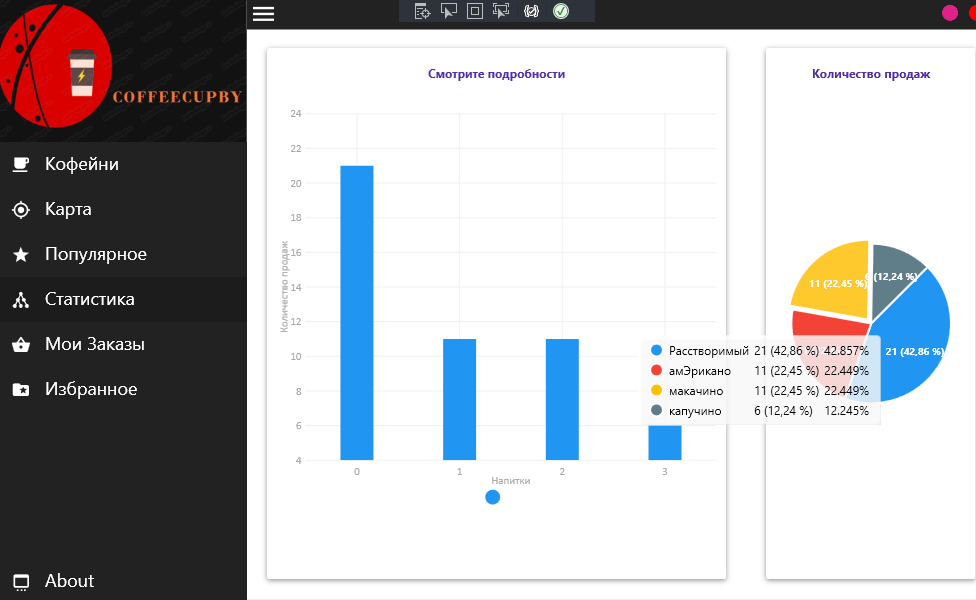 COFFEECUPBY
Кофейни
Карта
Популярное
Статистика
Мои Заказы
Избранное
About
Смотрите подробности
Количество продаж
24
22
20
18
16
14
12
10
8
6
4
0 1 2 3
Напитки
Количество продаж
11 (22,45 %)
(12,24 %)
21 (42,86 %)
Расстворимый 21 (42,86 %) 42.857%
амЭрикано 11 (22,45 %) 22.449%
макачино 11 (22,45 %) 22.449%
капучино 6 (12,24 %) 12.245%